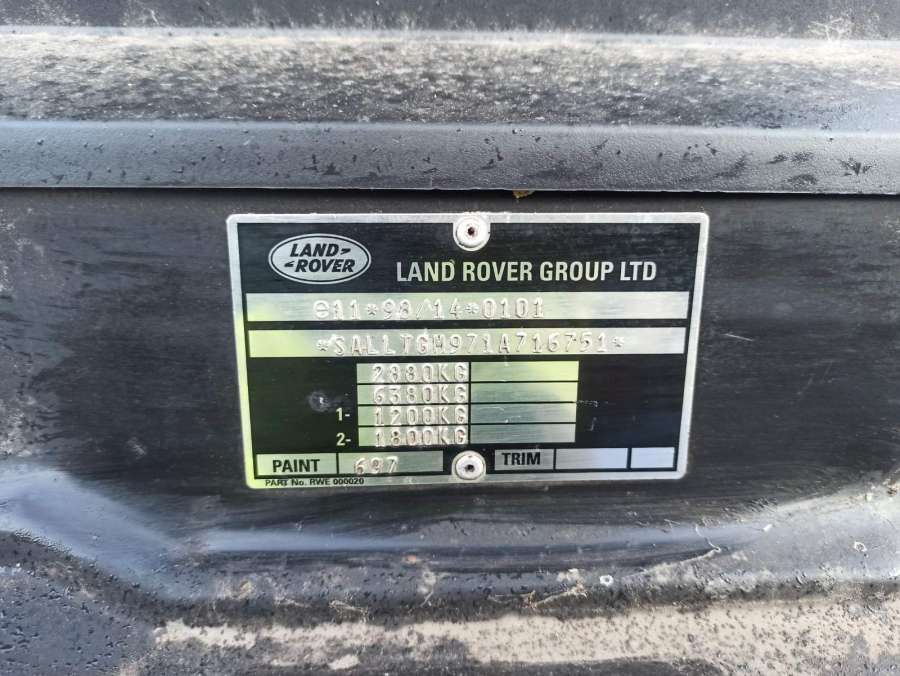 LAND-
-ROVER
LAND ROVER GROUP LTD
e11*98/14*0101
*SALLTGM971A716751*
2880KG
6380KG
1- 1200KG
2- 1800KG
PAINT 697 TRIM
PART No. RWE 000020